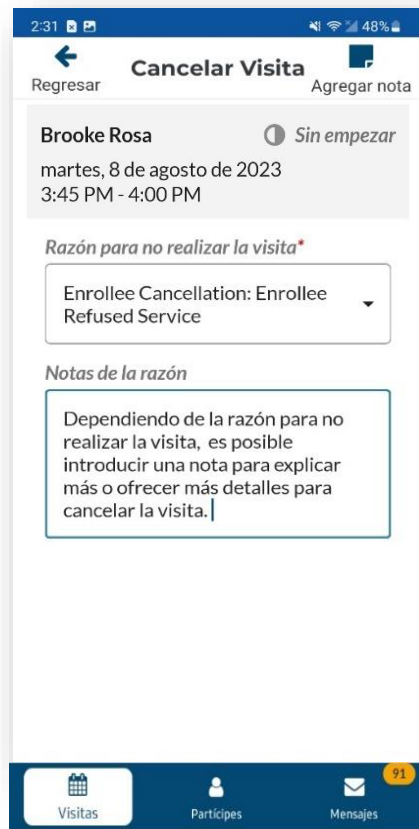 2:31 48%
Regresar
Cancelar Visita
Agregar nota
Brooke Rosa Sin empezar
martes, 8 de agosto de 2023
3:45 PM - 4:00 PM
Razón para no realizar la visita*
Enrollee Cancellation: Enrollee
Refused Service
Notas de la razón
Dependiendo de la razón para no
realizar la visita, es posible
introducir una nota para explicar
más o ofrecer más detalles para
cancelar la visita.
91
Visitas Partícipes Mensajes